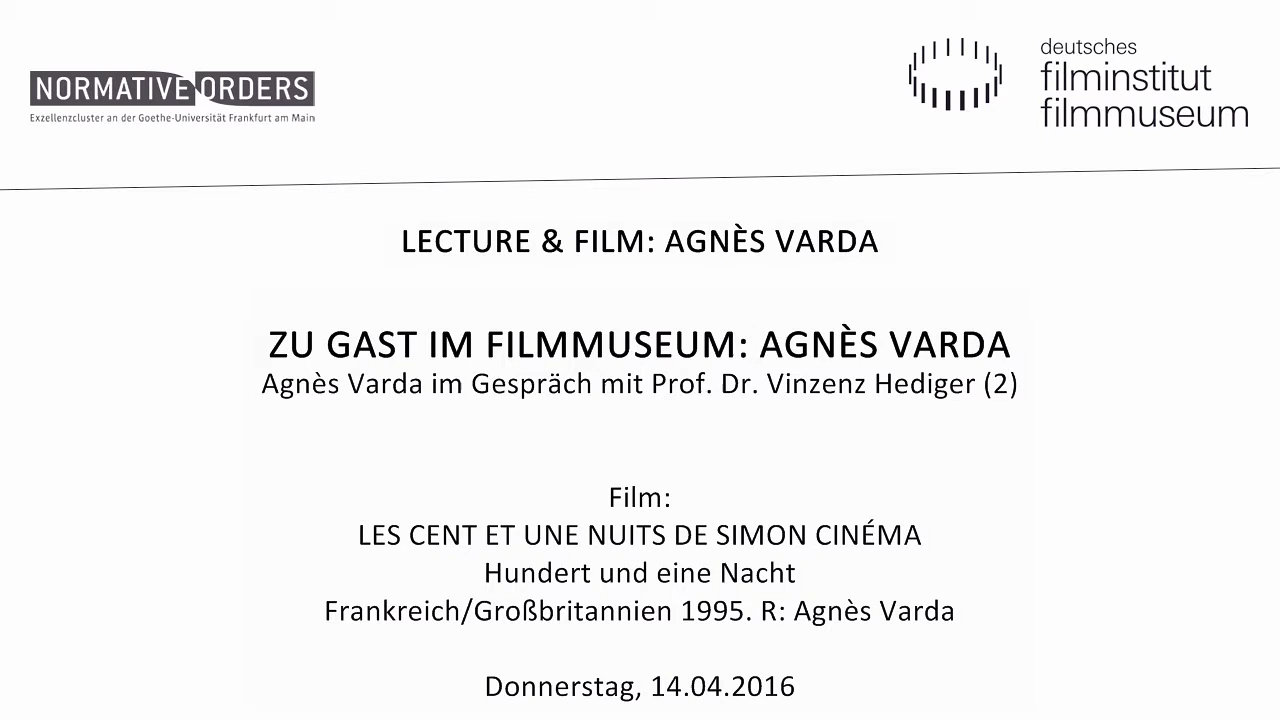 NORMATIVE ORDERS
Exzellenzcluster an der Goethe-Universität Frankfurt am Main
deutsches
filminstitut
filmmuseum
LECTURE & FILM: AGNÈS VARDA
ZU GAST IM FILMMUSEUM: AGNÈS VARDA
Agnès Varda im Gespräch mit Prof. Dr. Vinzenz Hediger (2)
Film:
LES CENT ET UNE NUITS DE SIMON CINÉMA
Hundert und eine Nacht
Frankreich/Großbritannien 1995. R: Agnès Varda
Donnerstag, 14.04.2016